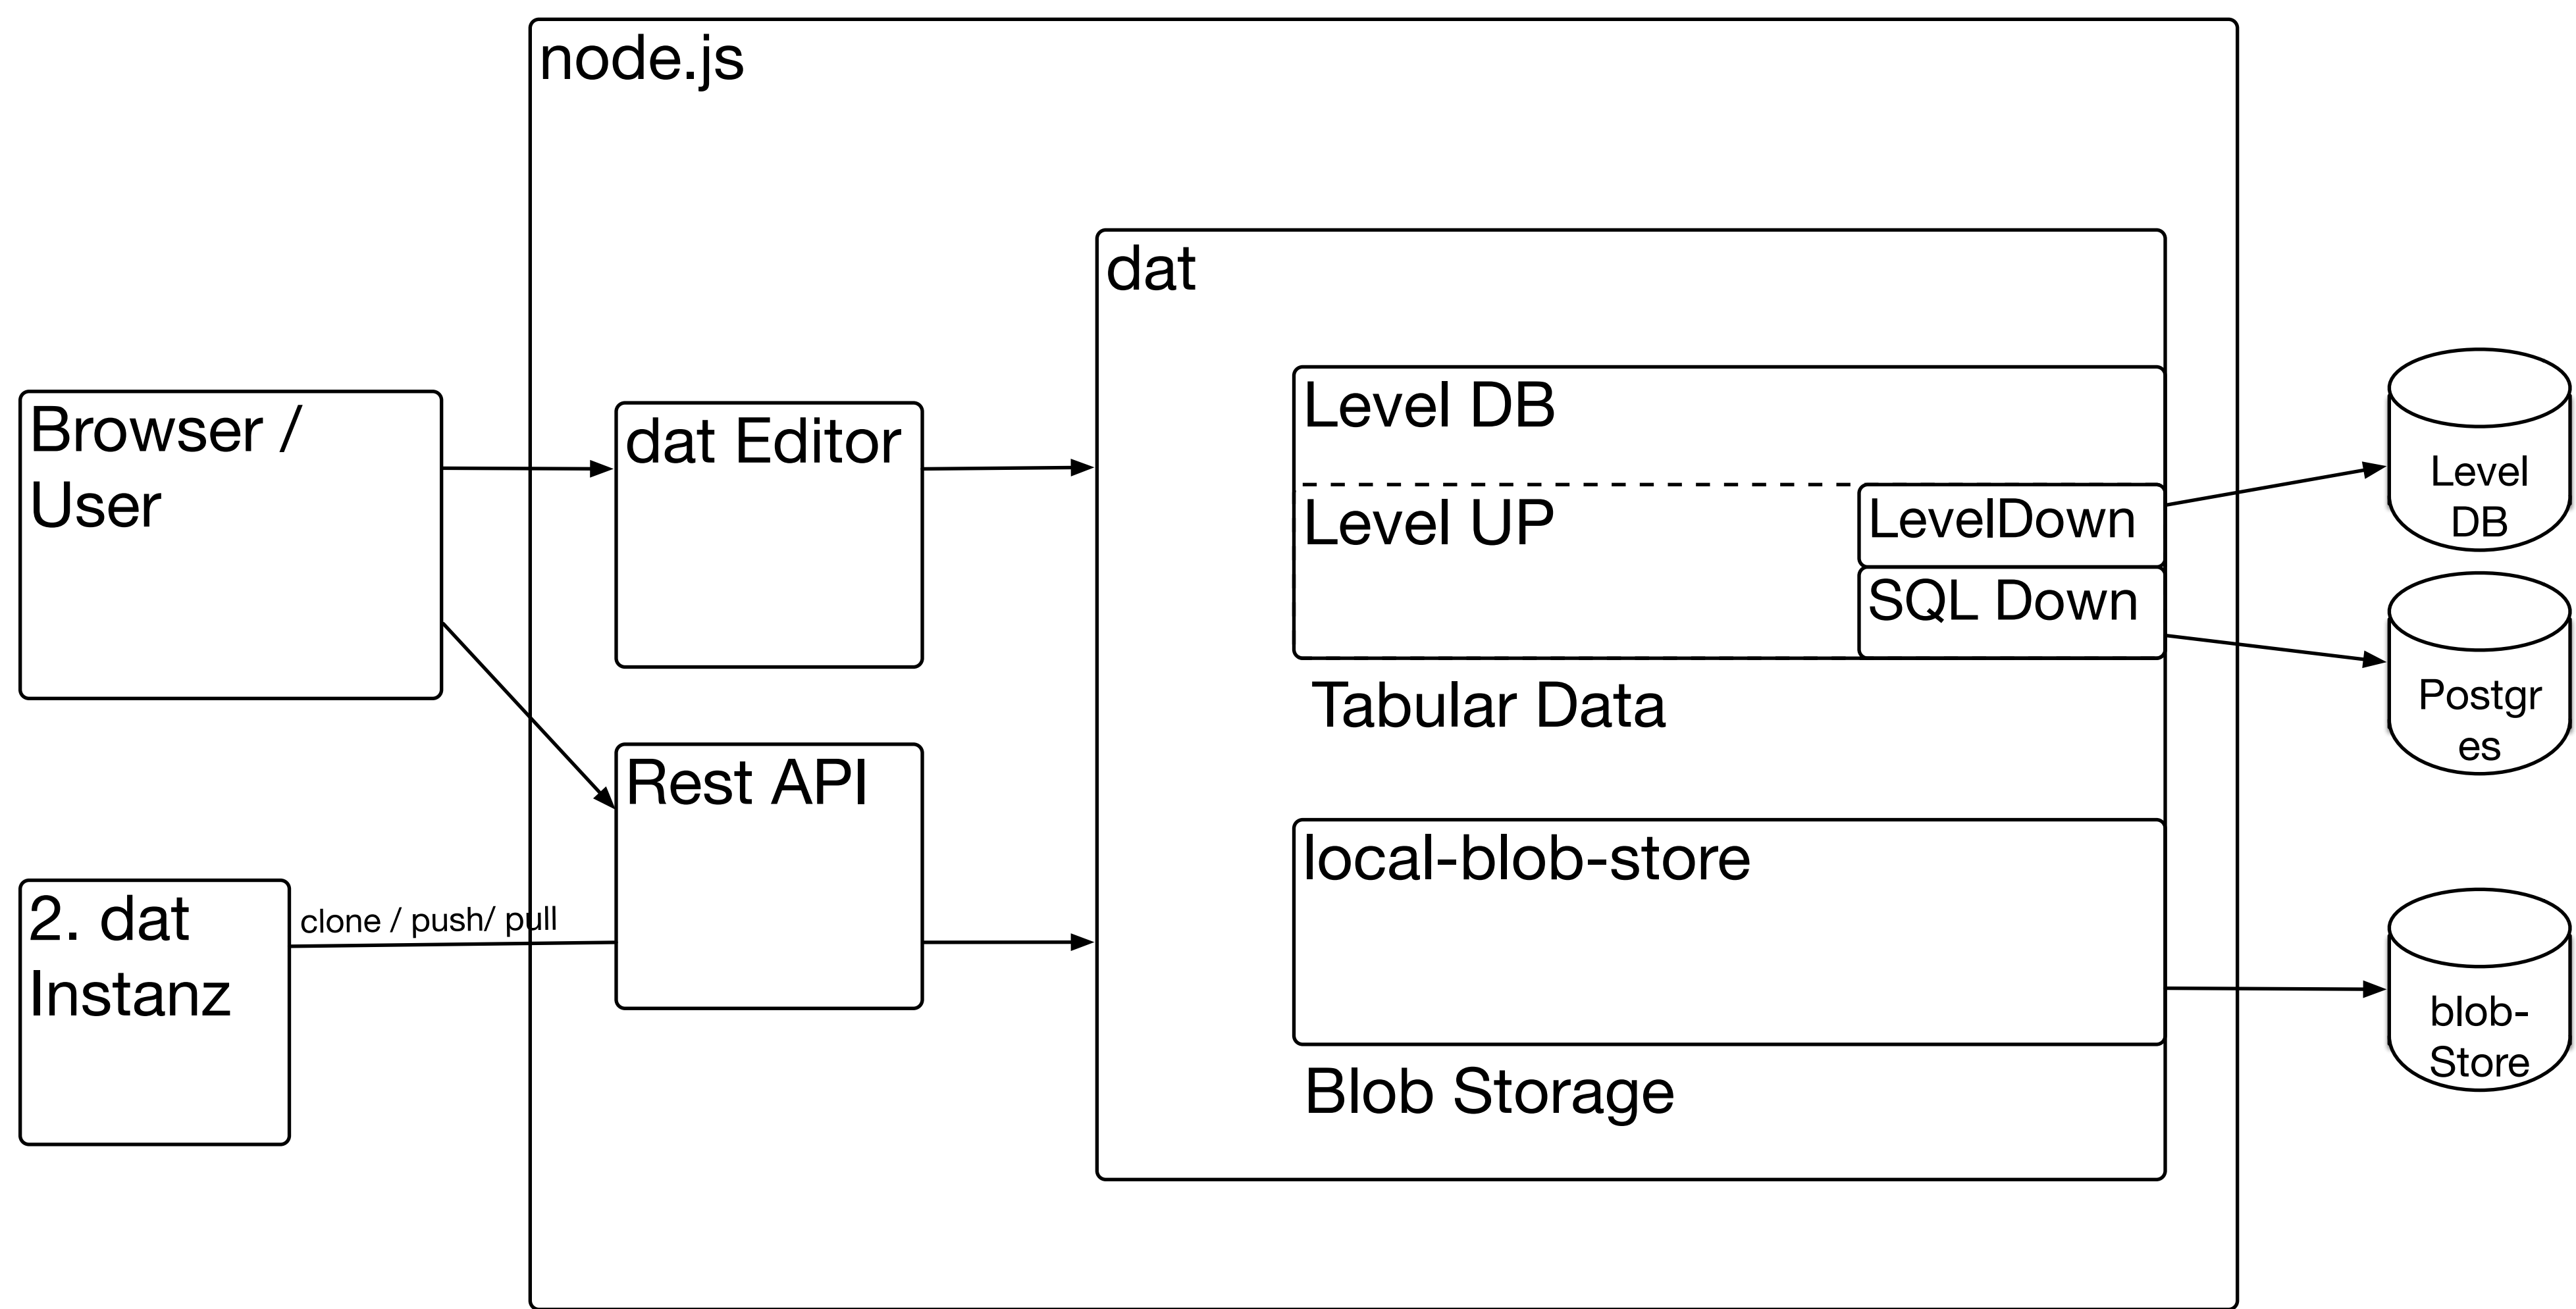 node.js
dat
Browser /
User
dat Editor
Level DB
Level UP
LevelDown
SQL Down
Tabular Data
Level
DB
Postgr
es
Rest API
local-blob-store
Blob Storage
2. dat
Instanz
clone / push/ pull
blob-
Store